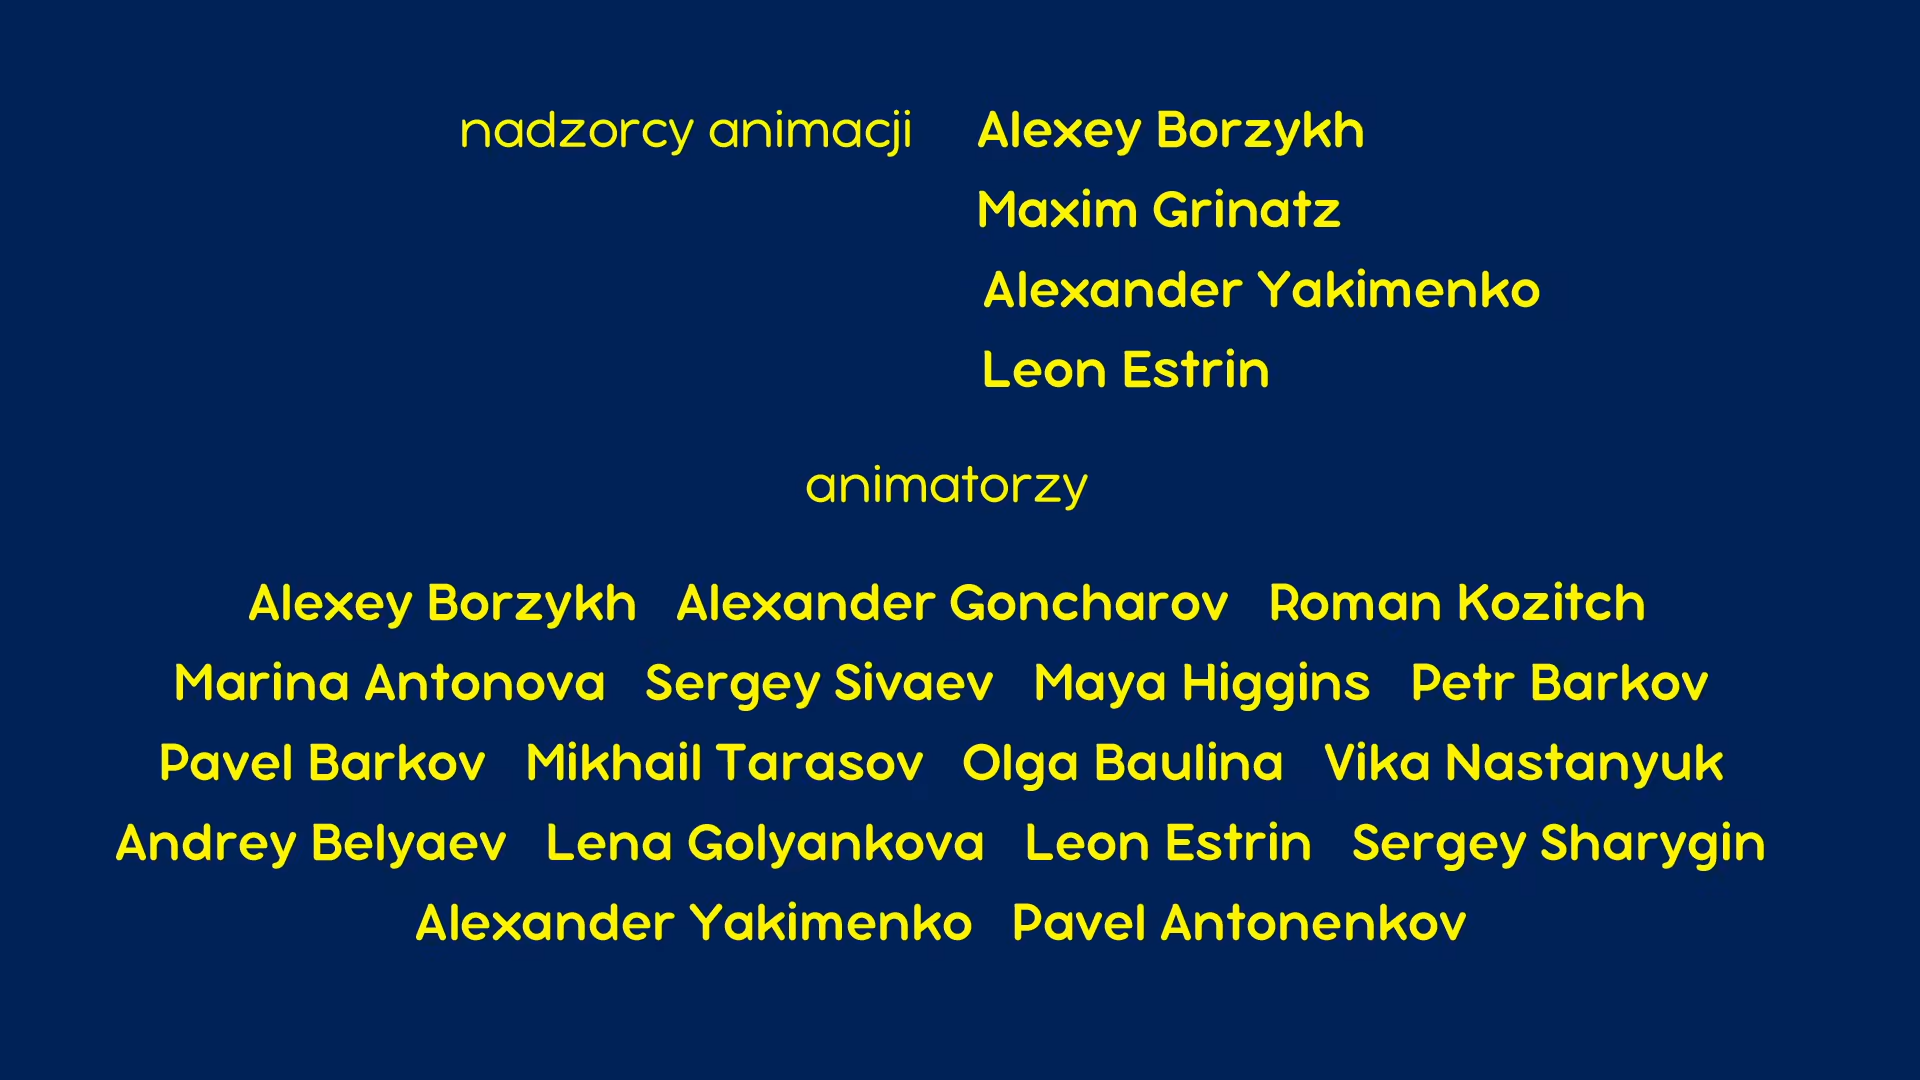 nadzorcy animacji Alexey Borzykh
Maxim Grinatz
Alexander Yakimenko
Leon Estrin
animatorzy
Alexey Borzykh Alexander Goncharov Roman Kozitch
Marina Antonova Sergey Sivaev Maya Higgins Petr Barkov
Pavel Barkov Mikhail Tarasov Olga Baulina Vika Nastanyuk
Andrey Belyaev Lena Golyankova Leon Estrin Sergey Sharygin
Alexander Yakimenko Pavel Antonenkov